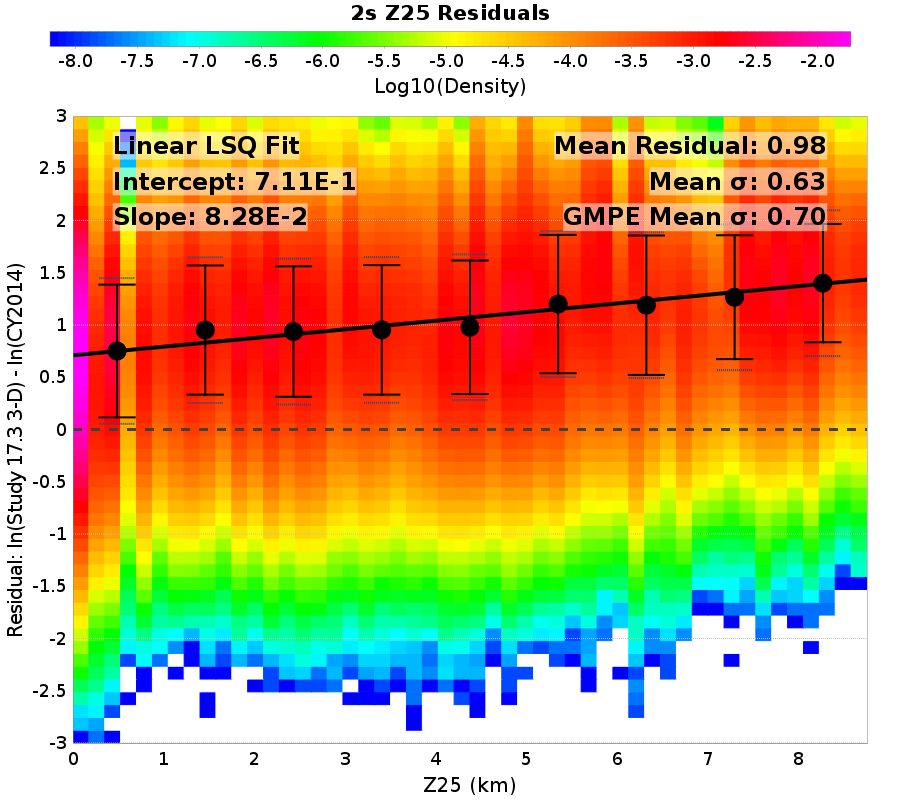 2s Z25 Residuals
-8.0 -7.5 -7.0 -6.5 -6.0 -5.5 -5.0 -4.5 -4.0 -3.5 -3.0 -2.5 -2.0
Log10(Density)
Linear LSQ Fit
Intercept: 7.11E-1
Slope: 8.28E-2
Mean Residual: 0.98
Mean σ: 0.63
GMPE Mean σ: 0.70
Residual: ln(Study 17.3 3-D) - ln(CY2014)
3
2.5
2
1.5
1
0.5
0
-0.5
-1
-1.5
-2
-2.5
-3
0 1 2 3 4 5 6 7 8
Z25 (km)